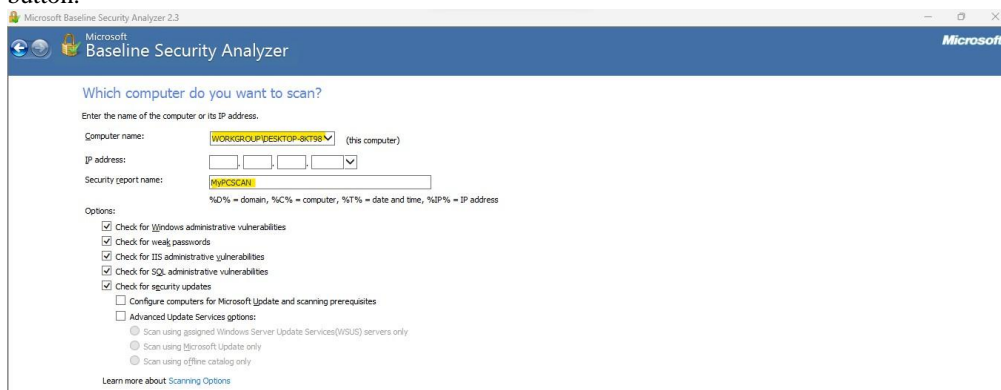 button.
Microsoft Baseline Security Analyzer 2.3
Microsoft
Baseline Security Analyzer
Microsoft
Which computer do you want to scan?
Enter the name of the computer or its IP address.
Computer name: WORKGROUP\DESKTOP-8KT98 (this computer)
IP address: . . .
Security report name: MyPCSCAN
%D% = domain, %C% = computer, %T% = date and time, %IP% = IP address
Options:
Check for Windows administrative vulnerabilities
Check for weak passwords
Check for IIS administrative vulnerabilities
Check for SQL administrative vulnerabilities
Check for security updates
Configure computers for Microsoft Update and scanning prerequisites
Advanced Update Services options:
Scan using assigned Windows Server Update Services(WSUS) servers only
Scan using Microsoft Update only
Scan using offline catalog only
Learn more about Scanning Options